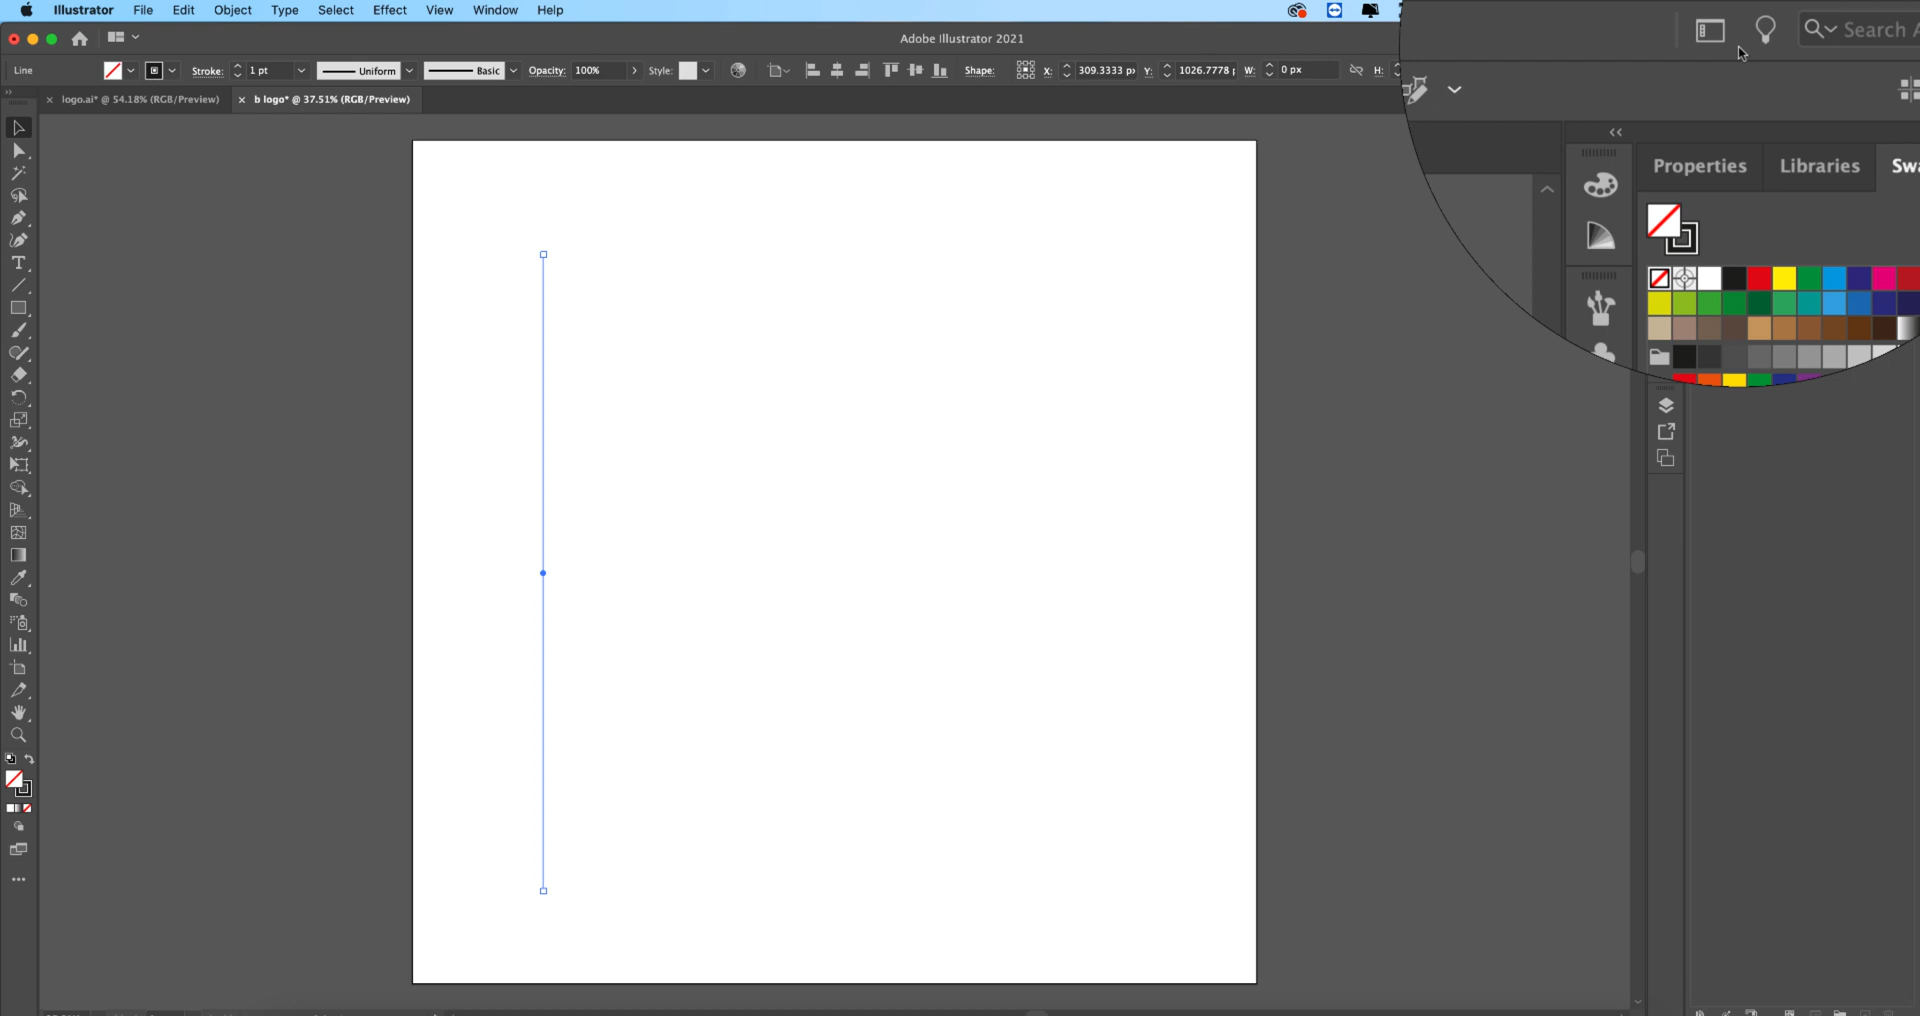 Illustrator File Edit Object Type Select Effect View Window Help
Adobe Illustrator 2021
Search
Line Stroke: 1 pt Uniform Basic Opacity: 100% Style: Shape: X: 309.3333 px Y: 1026.7778 W: 0 px H:
× logo.ai* @ 54.18% (RGB/Preview) × b logo* @ 37.51% (RGB/Preview)
Properties Libraries